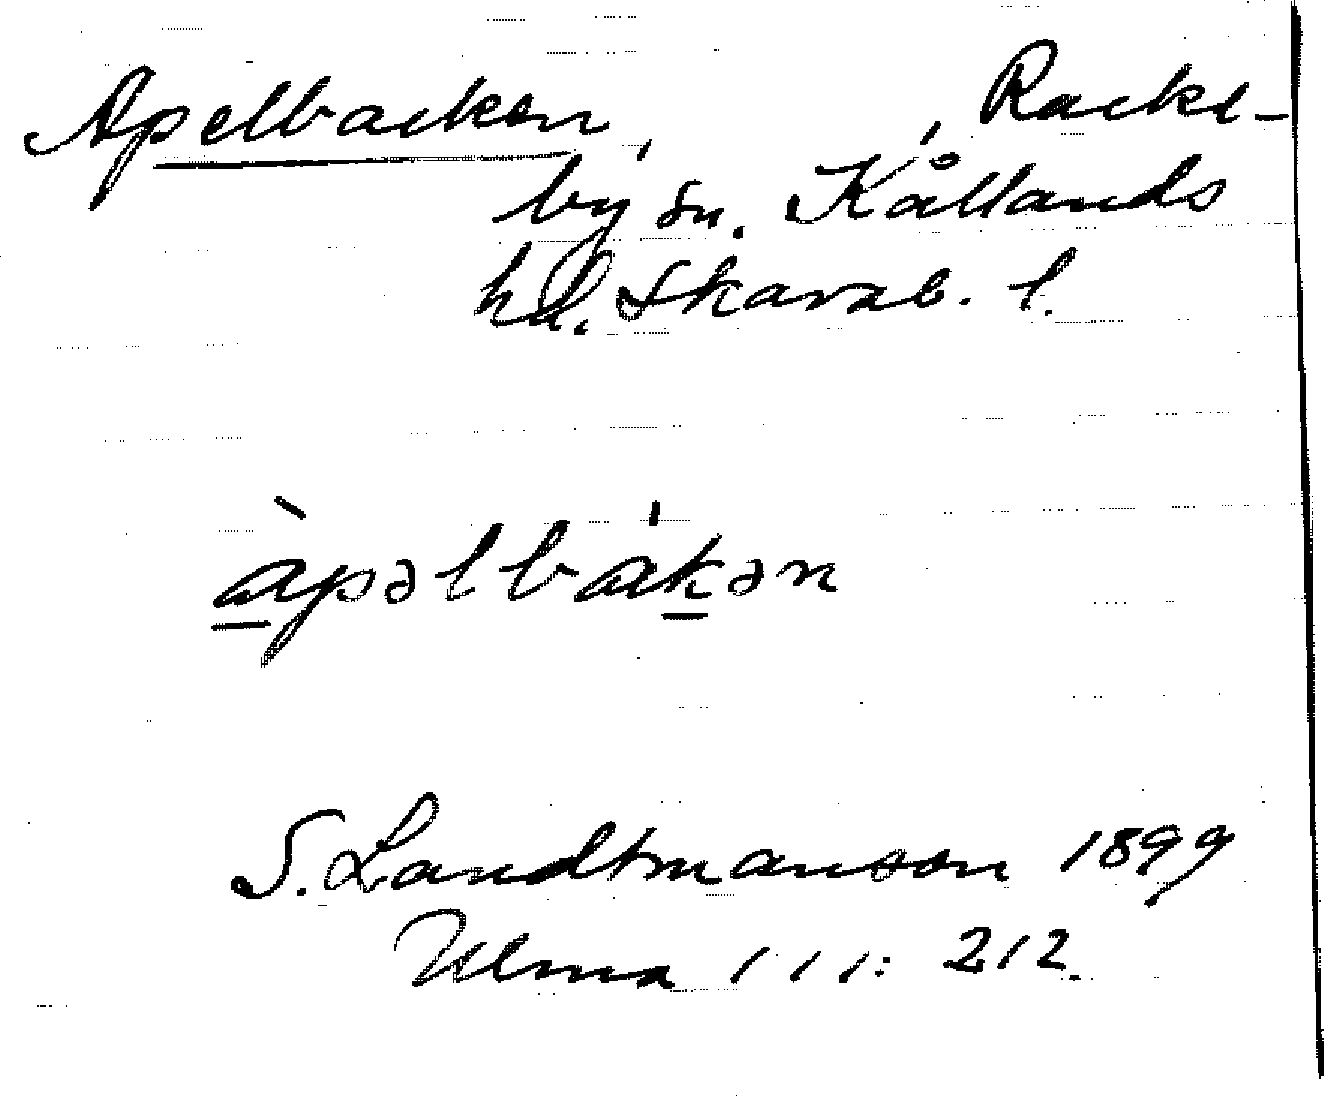 Apelbacken, , Racke-
by sn. Kållands
hd. Skarab. l.
àpəlbákən
S. Landtmanson 1899
Ulma 111: 212.